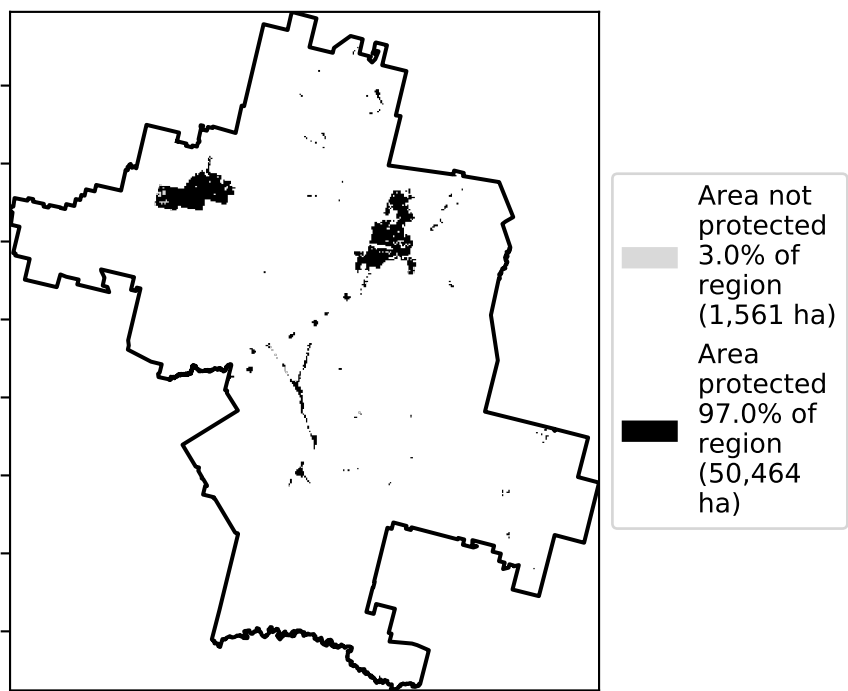 Area not
protected
3.0% of
region
(1,561 ha)
Area
protected
97.0% of
region
(50,464
ha)